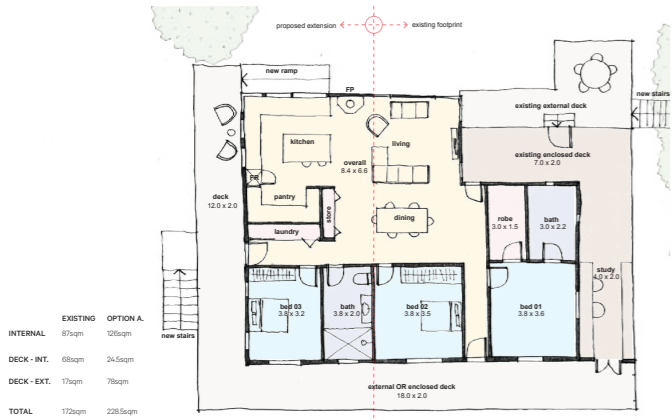 proposed extension
existing footprint
new ramp
FP
new stairs
existing external deck
kitchen
living
existing enclosed deck
7.0 x 2.0
overall
8.4 x 6.6
FR
deck
12.0 x 2.0
pantry
store
robe
3.0 x 1.5
bath
3.0 x 2.2
dining
laundry
study
4.0 x 2.0
bed 03
3.8 x 3.2
bath
3.8 x 2.0
bed 02
3.8 x 3.5
bed 01
3.8 x 3.6
new stairs
external OR enclosed deck
18.0 x 2.0
EXISTING OPTION A.
INTERNAL 87sqm 126sqm
DECK - INT. 68sqm 24.5sqm
DECK - EXT. 17sqm 78sqm
TOTAL 172sqm 228.5sqm